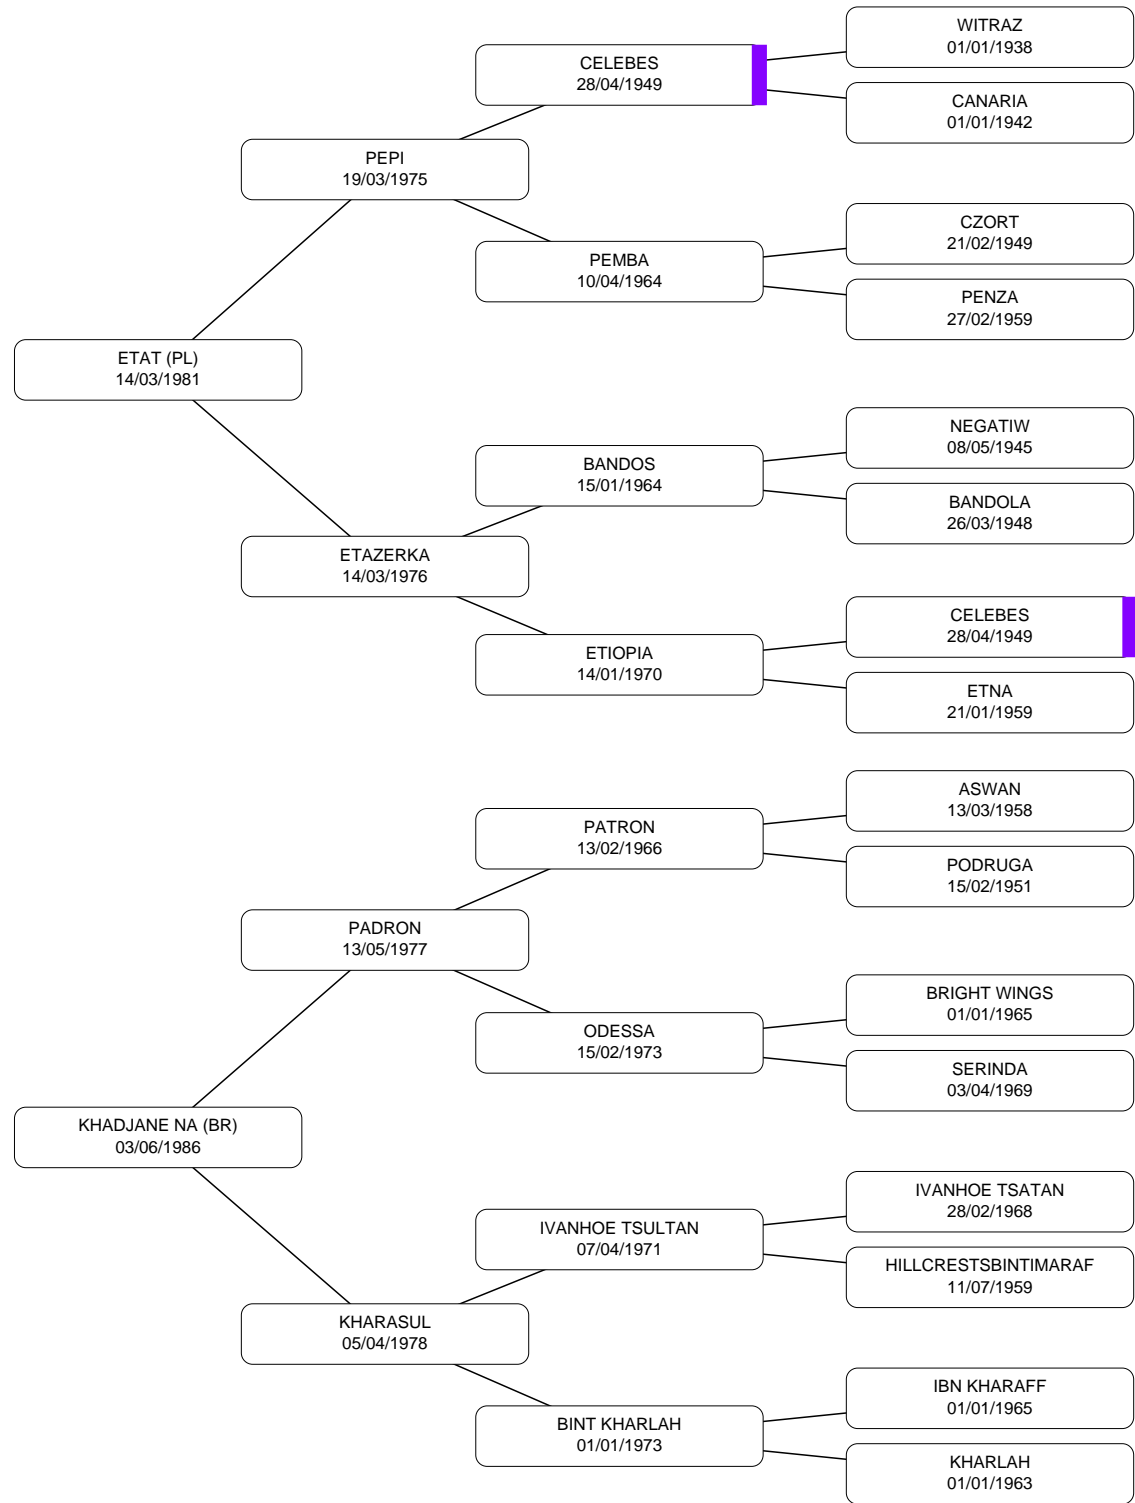 WITRAZ
01/01/1938
CELEBES
28/04/1949
CANARIA
01/01/1942
PEPI
19/03/1975
CZORT
21/02/1949
PEMBA
10/04/1964
PENZA
27/02/1959
ETAT (PL)
14/03/1981
NEGATIW
08/05/1945
BANDOS
15/01/1964
BANDOLA
26/03/1948
ETAZERKA
14/03/1976
CELEBES
28/04/1949
ETIOPIA
14/01/1970
ETNA
21/01/1959
ASWAN
13/03/1958
PATRON
13/02/1966
PODRUGA
15/02/1951
PADRON
13/05/1977
BRIGHT WINGS
01/01/1965
ODESSA
15/02/1973
SERINDA
03/04/1969
KHADJANE NA (BR)
03/06/1986
IVANHOE TSATAN
28/02/1968
IVANHOE TSULTAN
07/04/1971
HILLCRESTSBINTIMARAF
11/07/1959
KHARASUL
05/04/1978
IBN KHARAFF
01/01/1965
BINT KHARLAH
01/01/1973
KHARLAH
01/01/1963